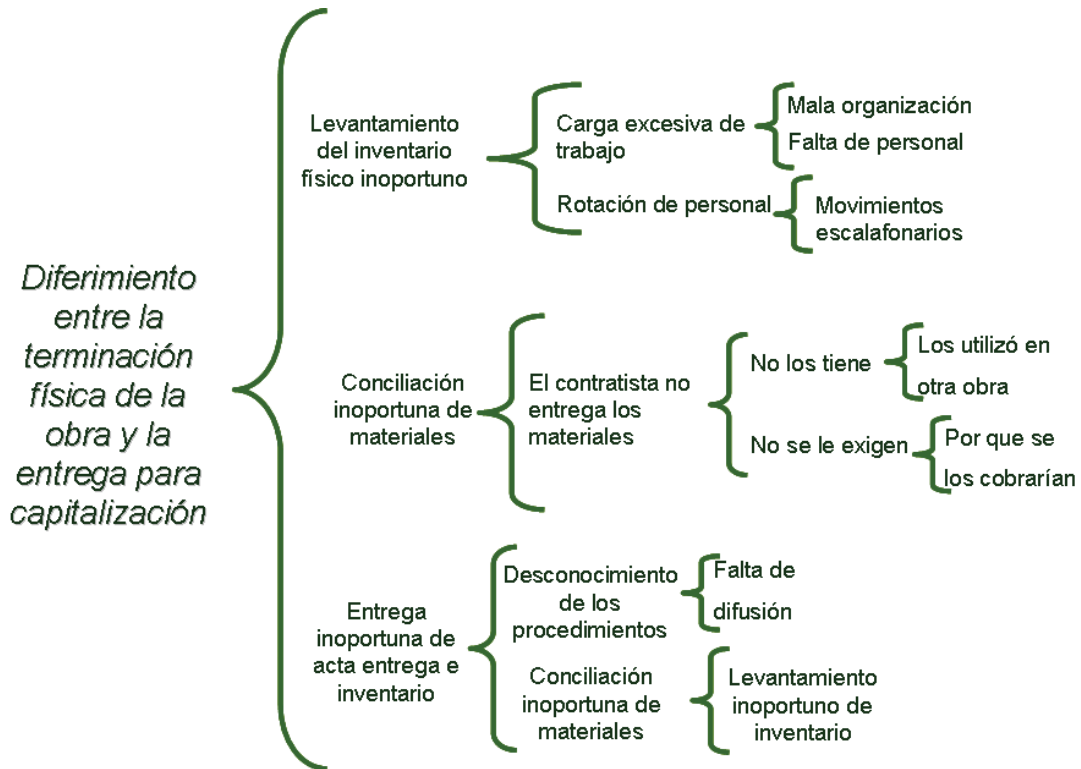 Diferimiento
entre la
terminación
física de la
obra y la
entrega para
capitalización
Levantamiento
del inventario
físico inoportuno
Carga excesiva de
trabajo
Mala organización
Falta de personal
Rotación de personal
Movimientos
escalafonarios
Conciliación
inoportuna de
materiales
El contratista no
entrega los
materiales
No los tiene
Los utilizó en
otra obra
No se le exigen
Por que se
los cobrarían
Entrega
inoportuna de
acta entrega e
inventario
Desconocimiento
de los
procedimientos
Falta de
difusión
Conciliación
inoportuna de
materiales
Levantamiento
inoportuno de
inventario